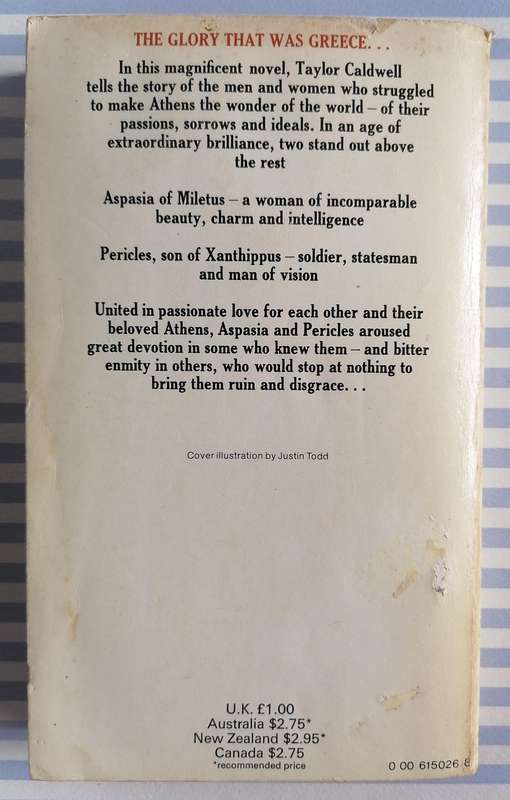 THE GLORY THAT WAS GREECE...
In this magnificent novel, Taylor Caldwell
tells the story of the men and women who struggled
to make Athens the wonder of the world – of their
passions, sorrows and ideals. In an age of
extraordinary brilliance, two stand out above
the rest
Aspasia of Miletus – a woman of incomparable
beauty, charm and intelligence
Pericles, son of Xanthippus – soldier, statesman
and man of vision
United in passionate love for each other and their
beloved Athens, Aspasia and Pericles aroused
great devotion in some who knew them – and bitter
enmity in others, who would stop at nothing to
bring them ruin and disgrace...
Cover illustration by Justin Todd
U.K. £1.00
Australia $2.75*
New Zealand $2.95*
Canada $2.75
*recommended price
0 00 615026 8